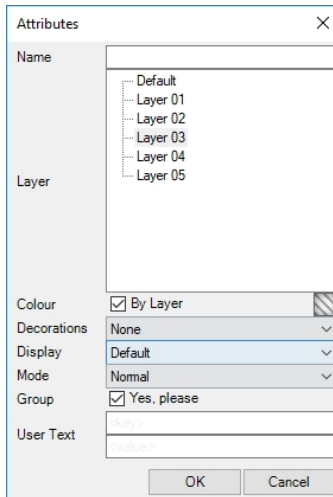 Attributes
Name
Default
Layer 01
Layer 02
Layer 03
Layer 04
Layer 05
Layer
Colour By Layer
Decorations None
Display Default
Mode Normal
Group Yes, please
User Text
<key>
<value>
OK Cancel